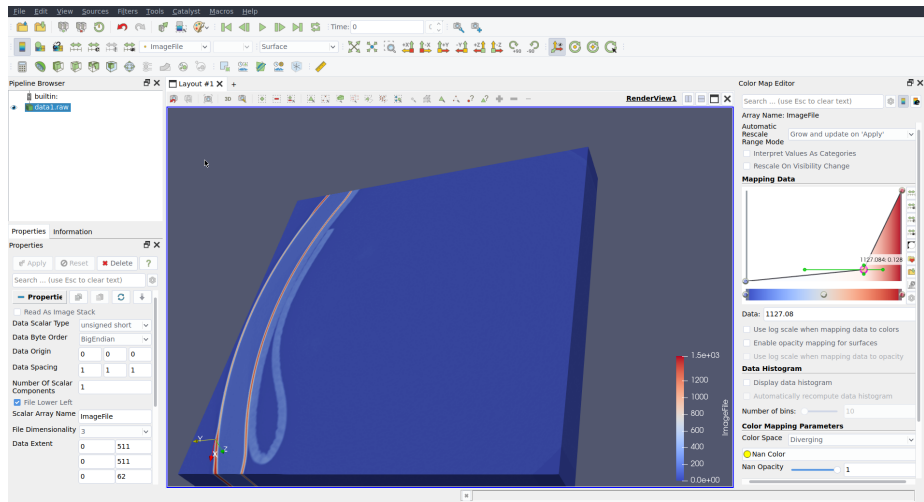 File Edit View Sources Filters Tools Catalyst Macros Help
Time: 0
ImageFile
Surface
+X -X +Y -Y +Z -Z
Pipeline Browser
builtin:
data1.raw
Properties Information
Properties
Apply Reset Delete ?
Search ... (use Esc to clear text)
Propertie
Read As Image Stack
Data Scalar Type unsigned short
Data Byte Order BigEndian
Data Origin 0 0 0
Data Spacing 1 1 1
Number Of Scalar Components 1
File Lower Left
Scalar Array Name ImageFile
File Dimensionality 3
Data Extent 0 511
0 511
0 62
Layout #1
3D
RenderView1
Y
Z
X
1.5e+03
1200
1000
800
600
400
200
0.0e+00
ImageFile
Color Map Editor
Search ... (use Esc to clear text)
Array Name: ImageFile
Automatic Rescale Range Mode Grow and update on 'Apply'
Interpret Values As Categories
Rescale On Visibility Change
Mapping Data
Data: 1127.08
Use log scale when mapping data to colors
Enable opacity mapping for surfaces
Use log scale when mapping data to opacity
Data Histogram
Display data histogram
Automatically recompute data histogram
Number of bins: 10
Color Mapping Parameters
Color Space Diverging
Nan Color
Nan Opacity 1